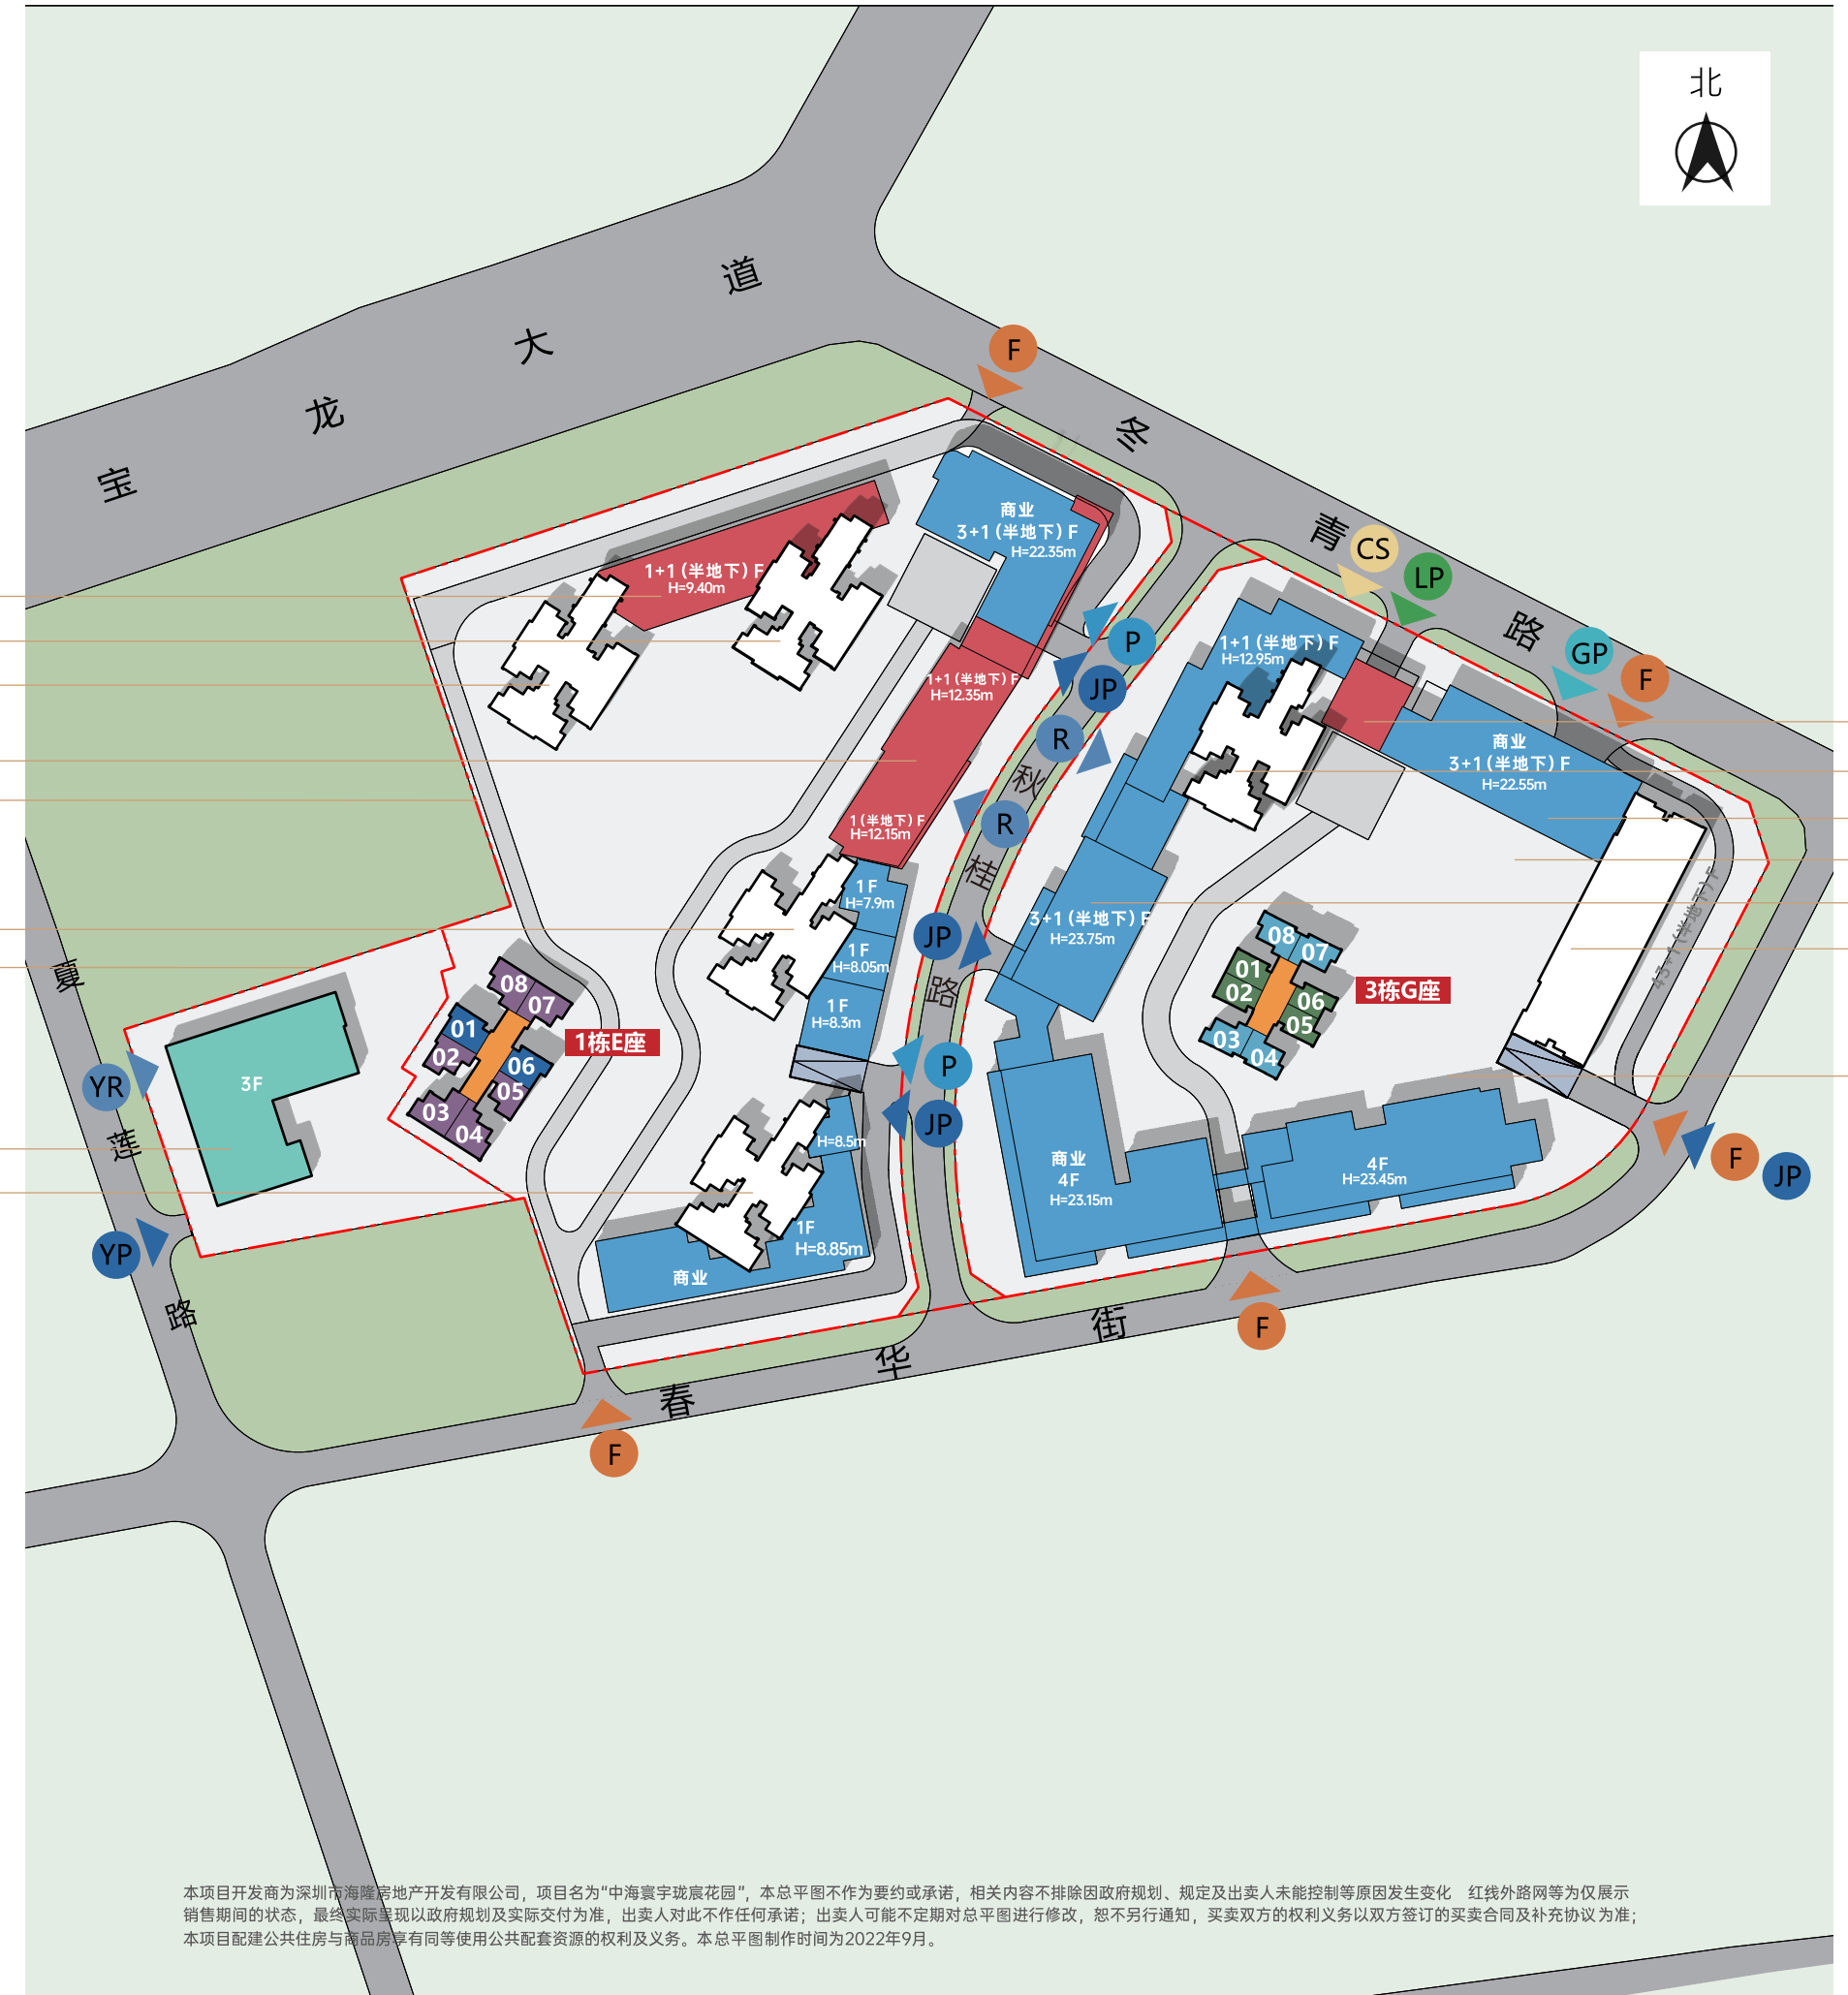 北
宝龙大道
F
冬青路
CS
LP
GP
F
商业
3+1（半地下）F
H=22.35m
1+1（半地下）F
H=9.40m
P
JP
1+1（半地下）F
H=12.95m
1+1（半地下）F
H=12.35m
R
商业
3+1（半地下）F
H=22.55m
R
秋桂路
1（半地下）F
H=12.15m
1F
H=7.9m
3+1（半地下）F
H=23.75m
JP
1F
H=8.05m
1F
H=8.3m
08
07
01
02
06
05
03
04
3栋G座
08
07
01
02
06
05
03
04
1栋E座
夏莲路
YR
3F
P
JP
H=8.5m
商业
4F
H=23.15m
4F
H=23.45m
F
JP
YP
1F
H=8.85m
商业
F
春华街
F
本项目开发商为深圳市海隆房地产开发有限公司，项目名为“中海寰宇珑宸花园”，本总平图不作为要约或承诺，相关内容不排除因政府规划、规定及出卖人未能控制等原因发生变化　红线外路网等为仅展示
销售期间的状态，最终实际呈现以政府规划及实际交付为准，出卖人对此不作任何承诺；出卖人可能不定期对总平图进行修改，恕不另行通知，买卖双方的权利义务以双方签订的买卖合同及补充协议为准；
本项目配建公共住房与商品房享有同等使用公共配套资源的权利及义务。本总平图制作时间为2022年9月。